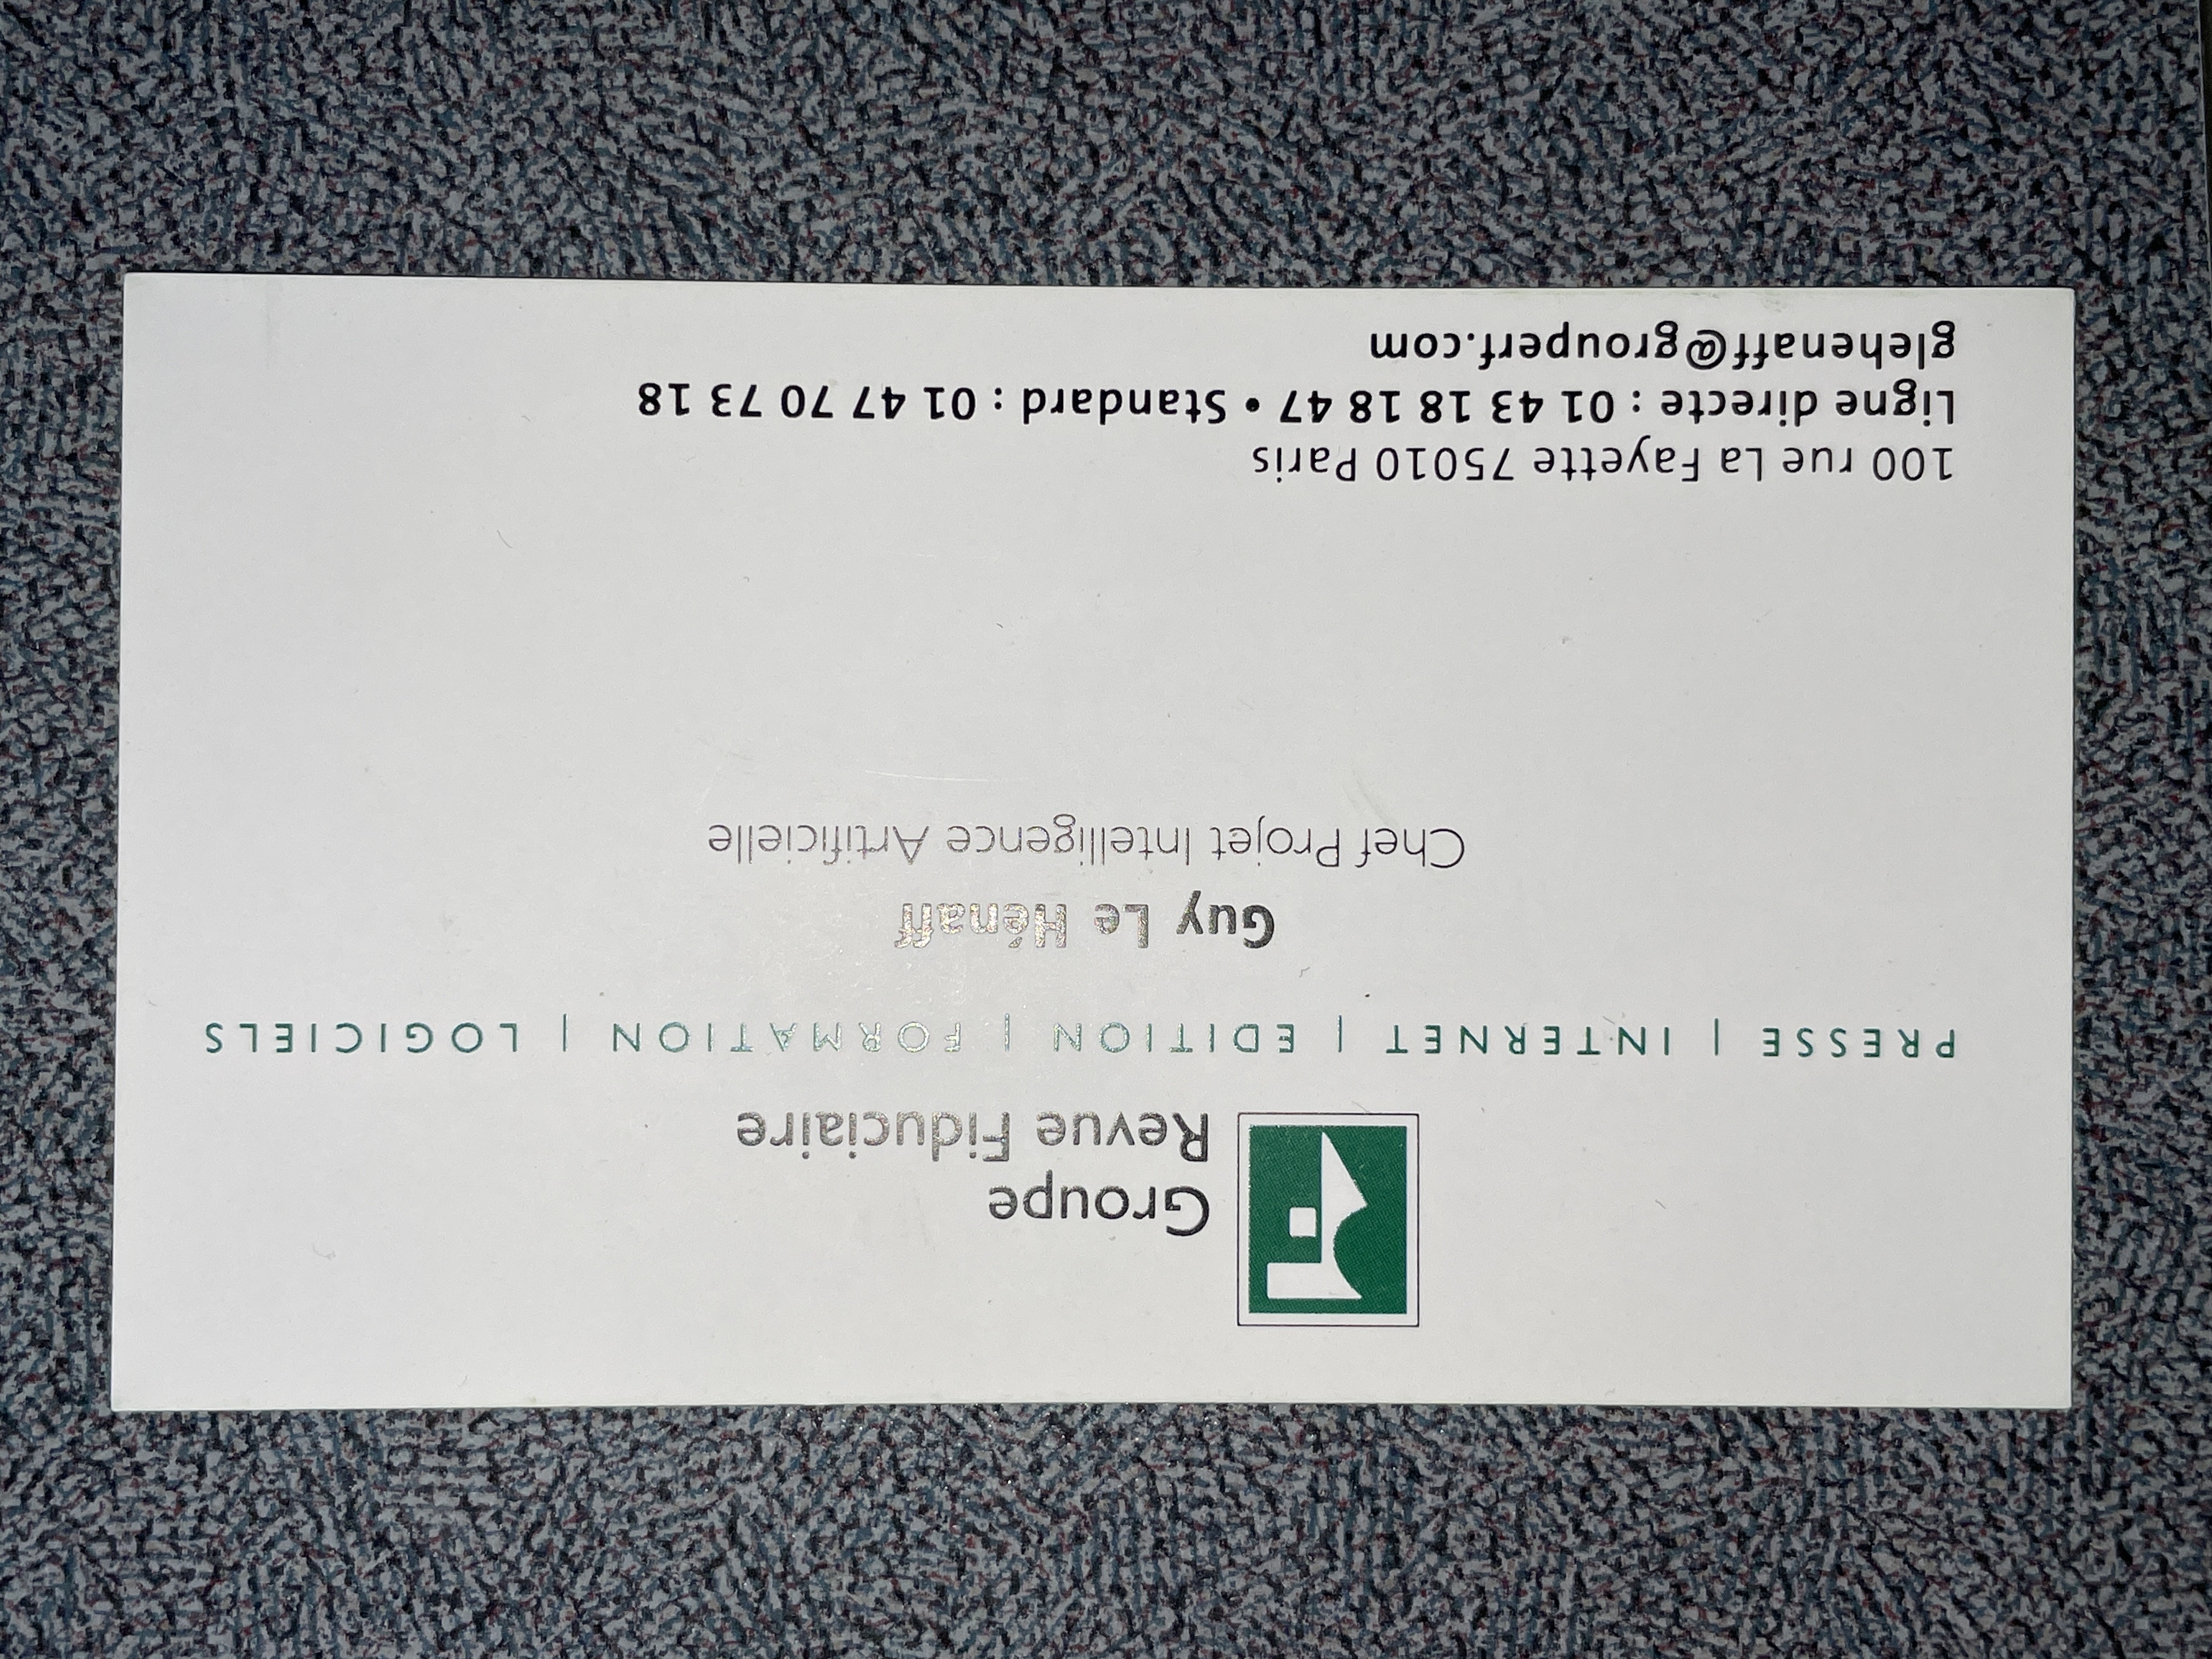 Groupe
Revue Fiduciaire
PRESSE | INTERNET | EDITION | FORMATION | LOGICIELS
Guy Le Hénaff
Chef Projet Intelligence Artificielle
100 rue La Fayette 75010 Paris
Ligne directe : 01 43 18 18 47 • Standard : 01 47 70 73 18
glehenaff@grouperf.com